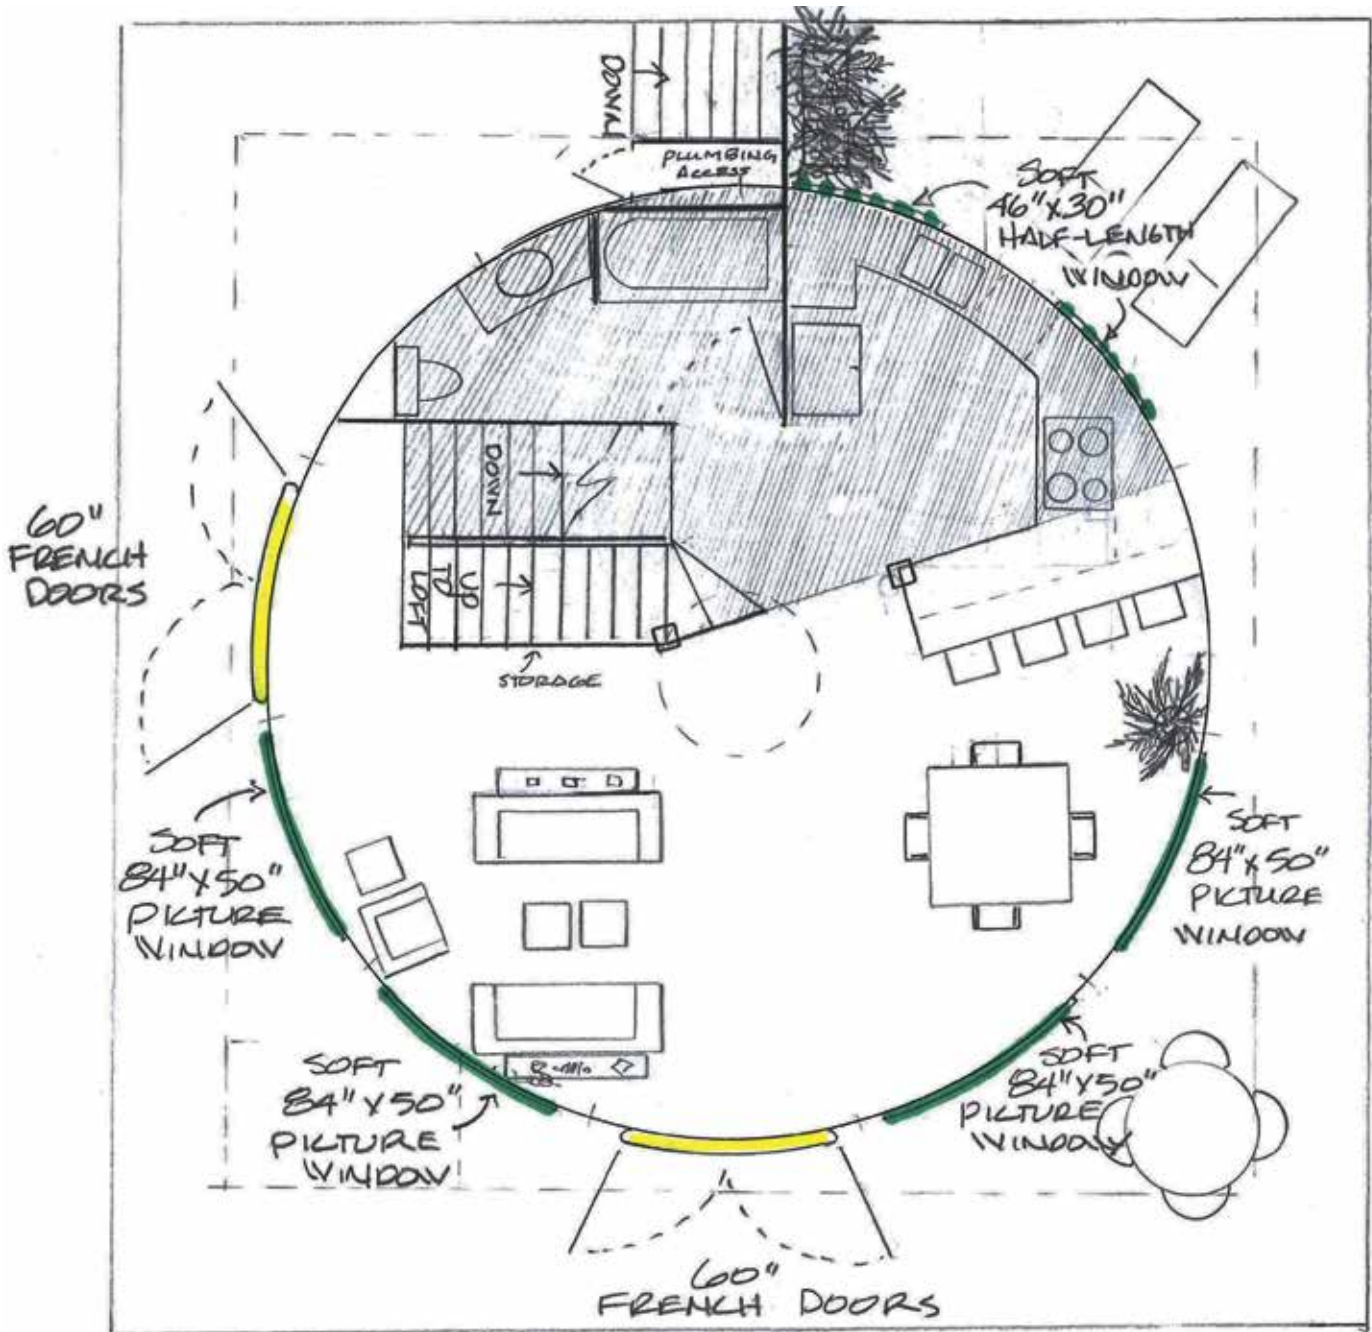 DOWN
PLUMBING
ACCESS
SOFT
46"X30"
HALF-LENGTH
WINDOW
60"
FRENCH
DOORS
DOWN
UP
TO
LOFT
STORAGE
SOFT
84"X50"
PICTURE
WINDOW
SOFT
84"X50"
PICTURE
WINDOW
SOFT
84"X50"
PICTURE
WINDOW
SOFT
84"X50"
PICTURE
WINDOW
60"
FRENCH DOORS